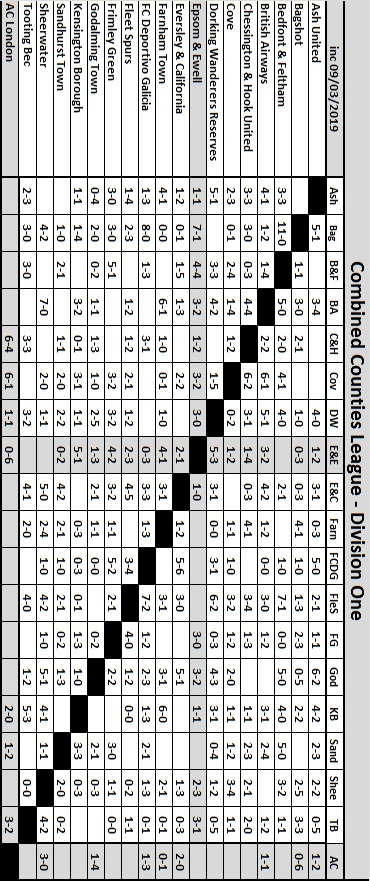 Combined Counties League - Division One
inc 09/03/2019 Ash Bag B&F BA C&H Cov DW E&E E&C Farn FCDG FleS FG God KB Sand Shee TB AC
Ash United 5-1 3-4 4-0 1-2 3-1 0-3 5-0 2-1 1-1 6-2 4-2 2-3 2-2 0-5 1-2
Bagshot 1-1 3-0 2-1 1-0 0-3 0-3 4-1 1-3 2-3 0-5 2-2 2-5 3-3 0-6
Bedfont & Feltham 3-3 11-0 5-0 2-0 4-1 4-0 2-1 1-0 7-1 0-0 5-0 4-0 5-0 3-2 1-1
British Airways 4-1 1-2 1-4 2-2 6-1 5-1 3-2 4-2 1-2 3-0 1-2 3-1 2-4 1-1
Chessington & Hook United 3-3 3-0 0-3 4-4 6-2 3-1 1-4 0-3 4-1 3-4 1-3 1-1 2-3 2-1 2-0
Cove 2-3 0-1 2-4 1-4 1-2 0-2 1-2 1-1 1-0 3-2 2-0 1-1 1-2 3-4 1-1
Dorking Wanderers Reserves 5-1 3-3 4-2 1-5 5-3 3-1 0-0 3-1 6-2 0-3 4-3 1-2 0-4 1-2 0-5
Epsom & Ewell 1-1 7-1 4-4 3-2 1-2 3-2 3-0 1-0 3-0 3-2 1-1 2-3 3-1
Eversley & California 1-2 0-1 1-5 1-3 2-2 2-1 1-2 5-6 3-0 5-1 1-3 0-3 2-0
Farnham Town 4-1 0-0 6-1 1-0 0-1 1-0 3-1 3-1 3-1 6-0 2-1 0-1
FC Deportivo Galicia 1-3 8-0 1-3 3-1 0-3 4-1 1-3 7-2 1-2 3-4 1-3 2-1 1-3 0-1 1-3
Fleet Spurs 1-4 2-3 1-2 2-1 1-2 2-3 4-5 3-4 4-0 1-2 0-0 0-2 1-1
Frimley Green 3-0 3-0 5-1 3-2 3-2 4-2 3-2 1-1 5-2 2-1 2-2 3-0 1-1 0-0
Godalming Town 0-4 2-0 0-2 1-1 1-3 1-0 2-5 1-3 2-1 1-1 0-0 0-2 2-1 0-3 1-4
Kensington Borough 1-1 1-4 3-2 0-1 3-1 1-1 5-1 0-3 0-3 0-1 1-3 1-0 3-3 0-3
Sandhurst Town 1-0 2-1 1-1 2-0 2-2 0-2 4-2 2-1 1-0 2-1 0-2 1-3 2-0 0-2
Sheerwater 4-2 7-0 2-0 1-1 5-0 2-4 1-0 4-2 1-0 5-1 4-1 1-1 4-2 3-0
Tooting Bec 2-3 3-0 3-0 3-3 3-2 4-1 2-0 4-0 1-2 5-3 0-0
AC London 6-4 6-1 1-1 0-6 2-0 1-2 3-2